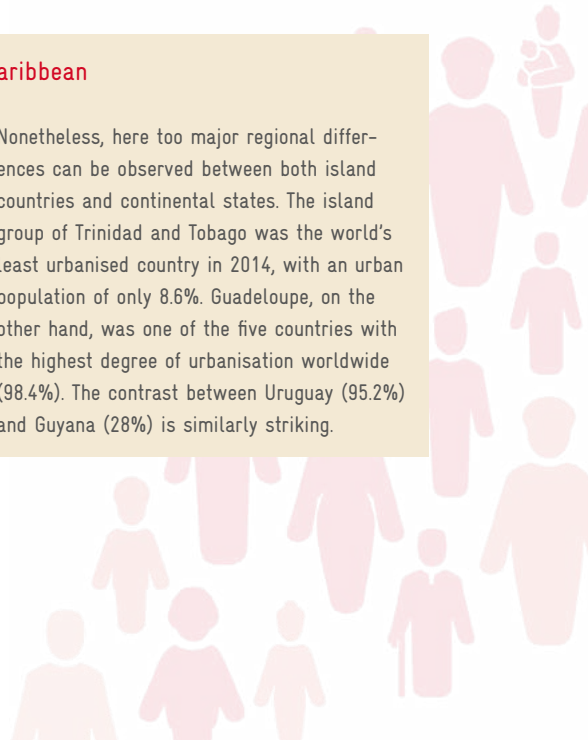 aribbean
Nonetheless, here too major regional differ-
ences can be observed between both island
countries and continental states. The island
group of Trinidad and Tobago was the world's
least urbanised country in 2014, with an urban
population of only 8.6%. Guadeloupe, on the
other hand, was one of the five countries with
the highest degree of urbanisation worldwide
(98.4%). The contrast between Uruguay (95.2%)
and Guyana (28%) is similarly striking.